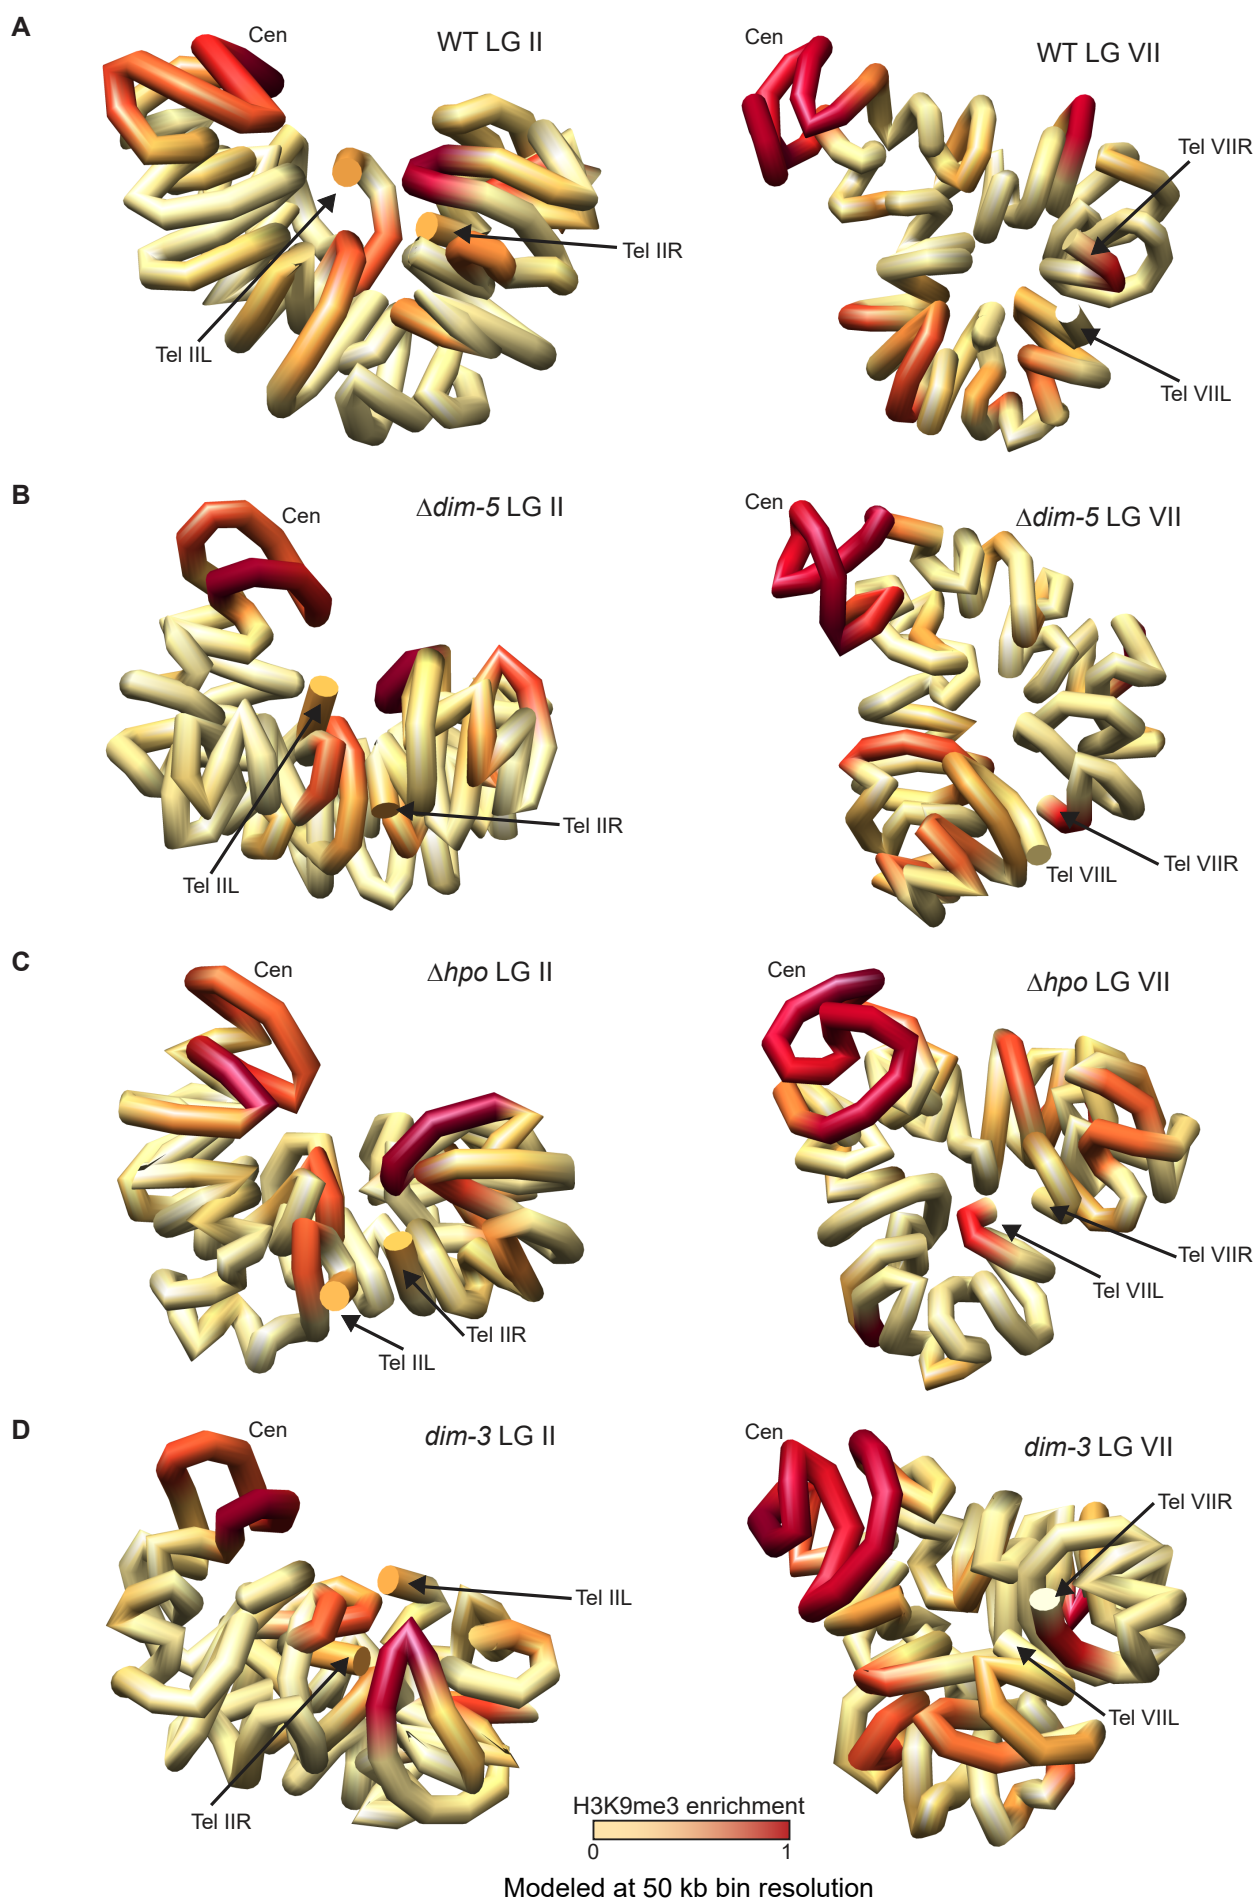 A
Cen
WT LG II
Tel IIL
Tel IIR
Cen
WT LG VII
Tel VIIR
Tel VIIL
B
Cen
Δdim-5 LG II
Tel IIL
Tel IIR
Cen
Δdim-5 LG VII
Tel VIIL
Tel VIIR
C
Cen
Δhpo LG II
Tel IIR
Tel IIL
Cen
Δhpo LG VII
Tel VIIR
Tel VIIL
D
Cen
dim-3 LG II
Tel IIL
Tel IIR
Cen
dim-3 LG VII
Tel VIIR
Tel VIIL
H3K9me3 enrichment
0 1
Modeled at 50 kb bin resolution